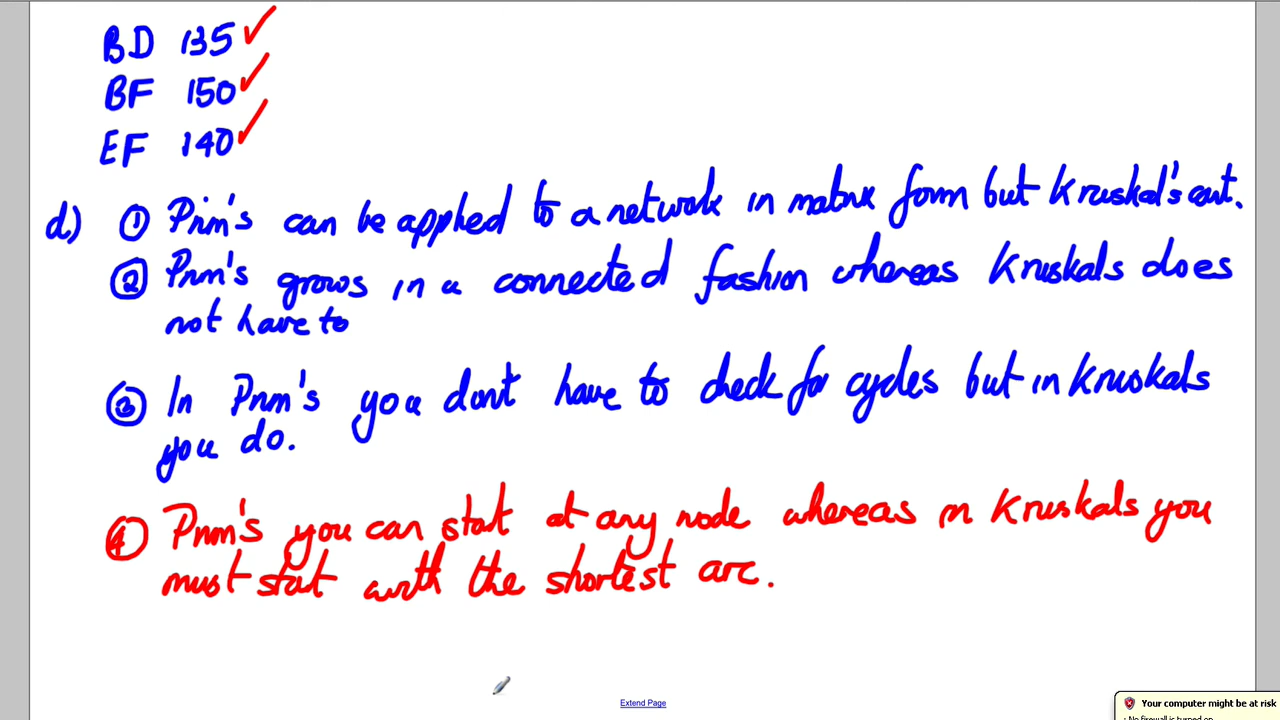 BD 135 ✓
BF 150 ✓
EF 140 ✓
d) ① Prim's can be applied to a network in matrix form but Kruskal's can't.
② Prim's grows in a connected fashion whereas Kruskals does
not have to
③ In Prim's you don't have to check for cycles but in Kruskals
you do.
④ Prim's you can start at any node whereas in Kruskals you
must start with the shortest arc.
Extend Page
Your computer might be at risk